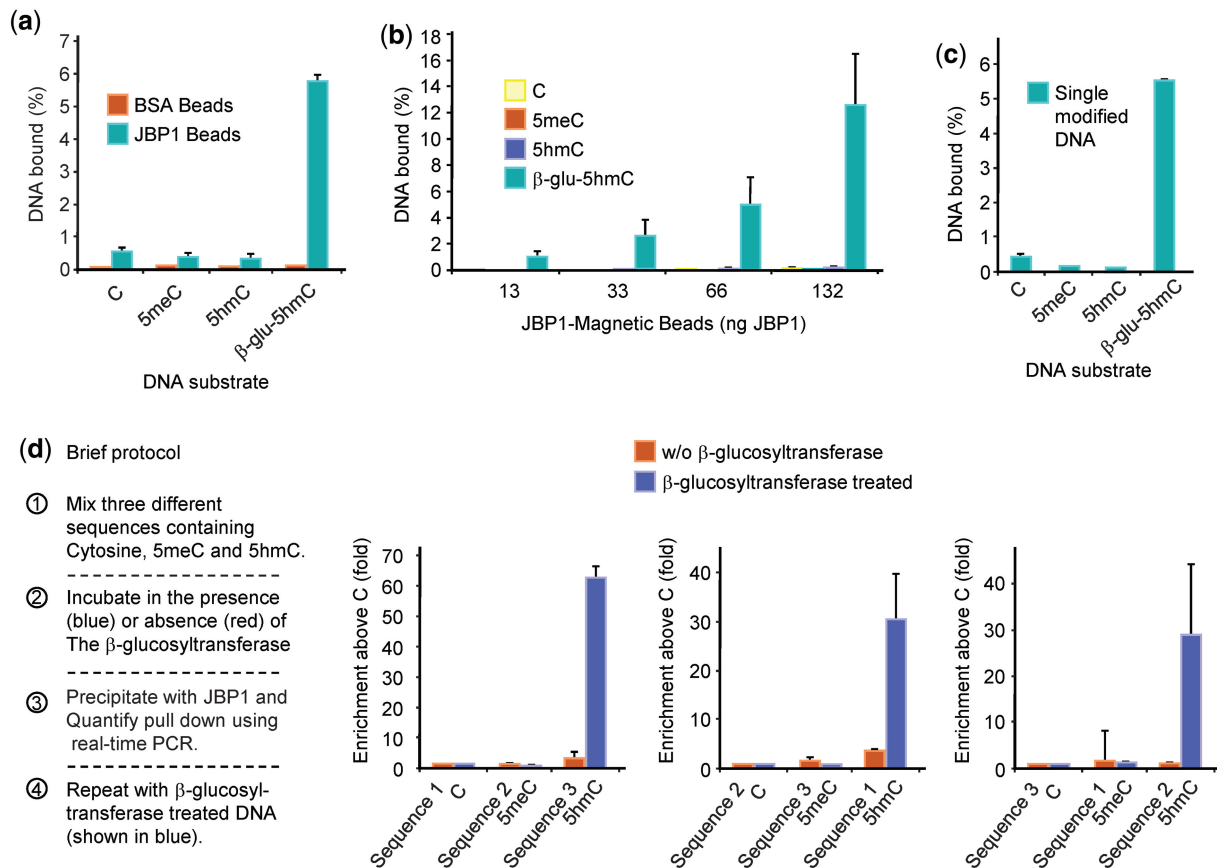 (a)
7
6
5
4
3
2
1
0
DNA bound (%)
BSA Beads
JBP1 Beads
C
5meC
5hmC
β-glu-5hmC
DNA substrate
(b)
18
16
14
12
10
8
6
4
2
0
DNA bound (%)
C
5meC
5hmC
β-glu-5hmC
13
33
66
132
JBP1-Magnetic Beads (ng JBP1)
(c)
6
5
4
3
2
1
0
DNA bound (%)
Single
modified
DNA
C
5meC
5hmC
β-glu-5hmC
DNA substrate
(d)
Brief protocol
1 Mix three different
sequences containing
Cytosine, 5meC and 5hmC.
2 Incubate in the presence
(blue) or absence (red) of
The β-glucosyltransferase
3 Precipitate with JBP1 and
Quantify pull down using
real-time PCR.
4 Repeat with β-glucosyl-
transferase treated DNA
(shown in blue).
w/o β-glucosyltransferase
β-glucosyltransferase treated
70
60
50
40
30
20
10
0
Enrichment above C (fold)
Sequence 1
C
Sequence 2
5meC
Sequence 3
5hmC
40
30
20
10
0
Enrichment above C (fold)
Sequence 2
C
Sequence 3
5meC
Sequence 1
5hmC
40
30
20
10
0
Enrichment above C (fold)
Sequence 3
C
Sequence 1
5meC
Sequence 2
5hmC